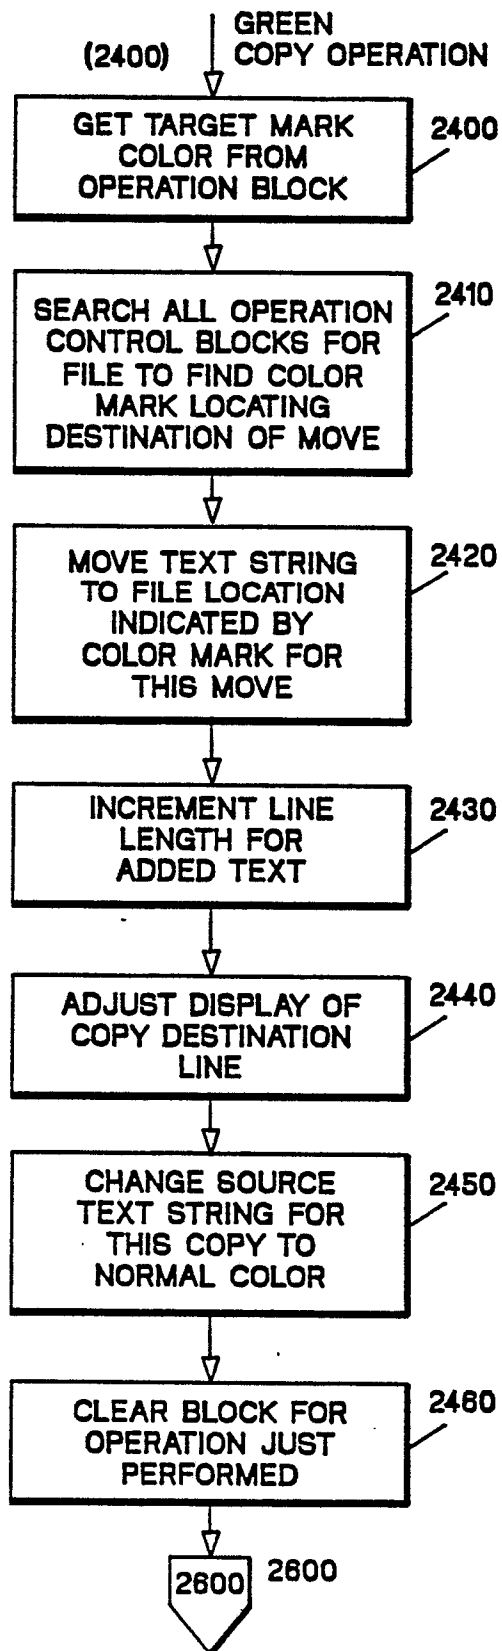 GREEN
(2400) COPY OPERATION
GET TARGET MARK
COLOR FROM
OPERATION BLOCK
2400
SEARCH ALL OPERATION
CONTROL BLOCKS FOR
FILE TO FIND COLOR
MARK LOCATING
DESTINATION OF MOVE
2410
MOVE TEXT STRING
TO FILE LOCATION
INDICATED BY
COLOR MARK FOR
THIS MOVE
2420
INCREMENT LINE
LENGTH FOR
ADDED TEXT
2430
ADJUST DISPLAY OF
COPY DESTINATION
LINE
2440
CHANGE SOURCE
TEXT STRING FOR
THIS COPY TO
NORMAL COLOR
2450
CLEAR BLOCK FOR
OPERATION JUST
PERFORMED
2460
2600 2600